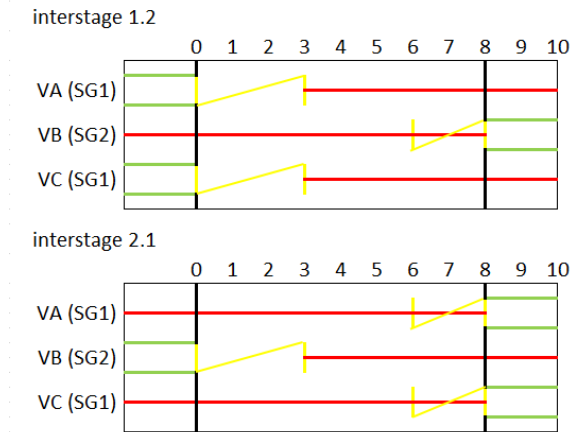 interstage 1.2
0 1 2 3 4 5 6 7 8 9 10
VA (SG1)
VB (SG2)
VC (SG1)
interstage 2.1
0 1 2 3 4 5 6 7 8 9 10
VA (SG1)
VB (SG2)
VC (SG1)